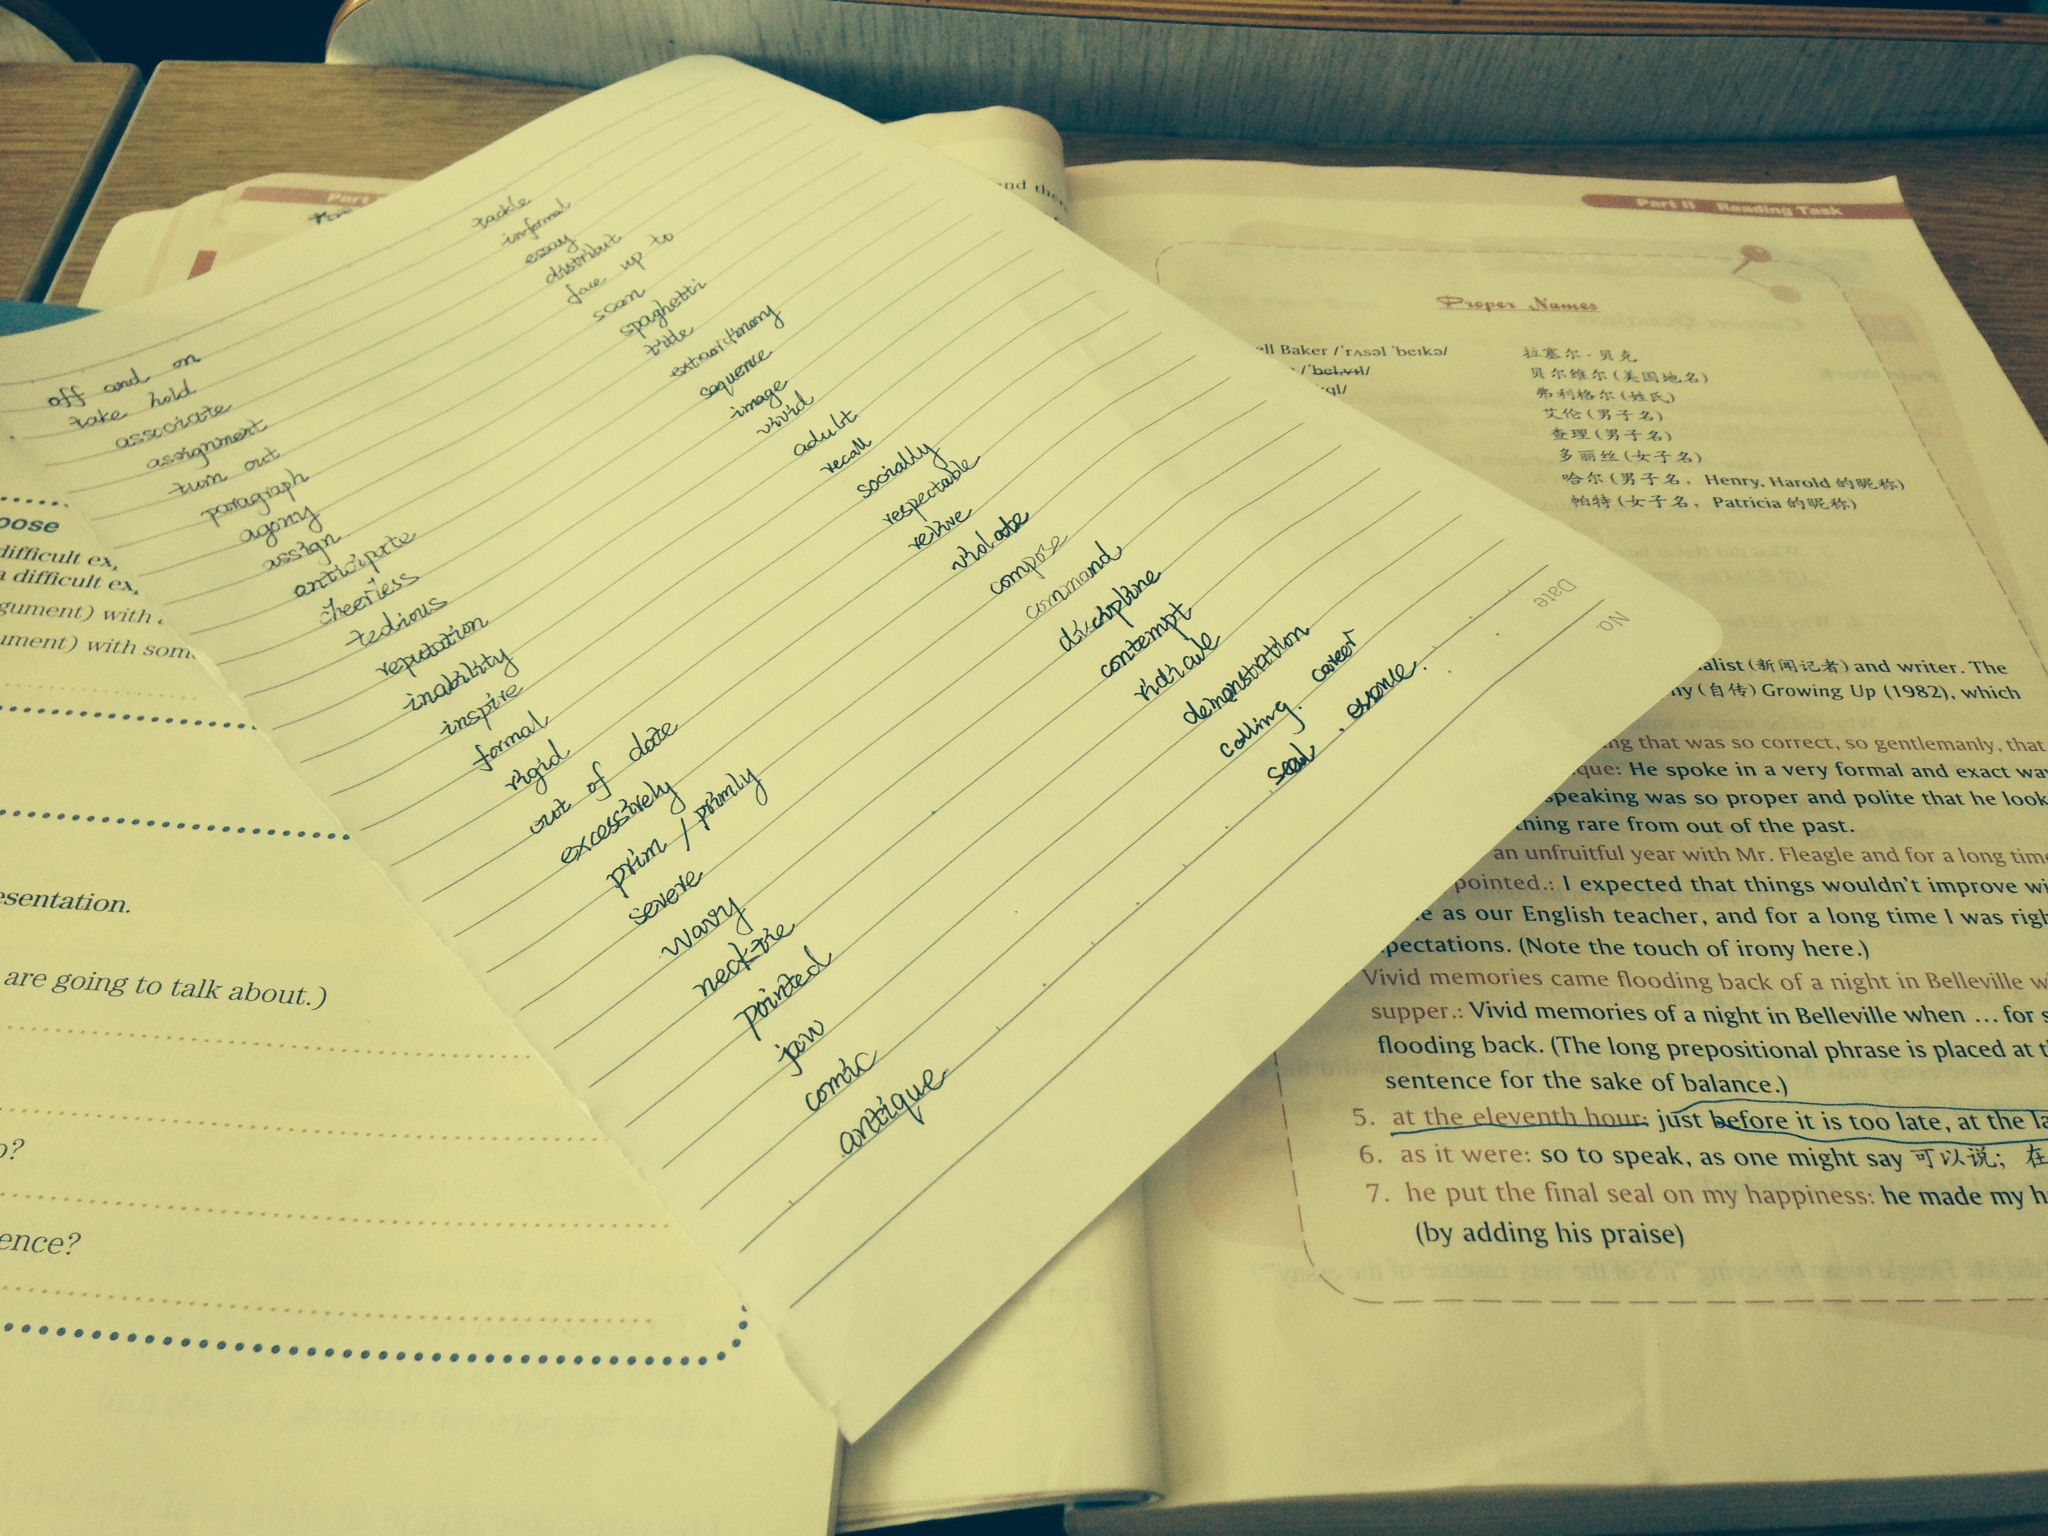 off and on
take hold
associate
assignment
turn out
paragraph
agony
assign
anticipate
cheerless
tedious
reputation
inability
inspire
formal
rigid
out of date
excessively
prim / primly
severe
wavy
necktie
pointed
jaw
comic
antique
tackle
informal
essay
distribut
face up to
scan
spaghetti
title
extraordinary
sequence
image
vivid
adult
recall
socially
respectable
revive
violate
compose
command
discipline
contempt
ridicule
demonstration
calling. career
seal . essence.
Date
No.
oose
difficult ex,
a difficult ex,
gument) with
ument) with som
esentation.
are going to talk about.)
o?
ence?
Part
and the
Part II Reading Task
Proper Names
ell Baker /ˈrʌsəl ˈbeɪkə/ 拉塞尔·贝克
贝尔维尔(美国地名)
弗利格尔(姓氏)
艾伦(男子名)
查理(男子名)
多丽丝(女子名)
哈尔(男子名, Henry, Harold 的昵称)
帕特(女子名, Patricia 的昵称)
alist (新闻记者) and writer. The
ny (自传) Growing Up (1982), which
ng that was so correct, so gentlemanly, that
que: He spoke in a very formal and exact wa
speaking was so proper and polite that he look
thing rare from out of the past.
an unfruitful year with Mr. Fleagle and for a long time
pointed.: I expected that things wouldn't improve wi
e as our English teacher, and for a long time I was righ
pectations. (Note the touch of irony here.)
Vivid memories came flooding back of a night in Belleville w
supper.: Vivid memories of a night in Belleville when ... for s
flooding back. (The long prepositional phrase is placed at t
sentence for the sake of balance.)
5. at the eleventh hour: just before it is too late, at the la
6. as it were: so to speak, as one might say 可以说; 在
7. he put the final seal on my happiness: he made my h
(by adding his praise)